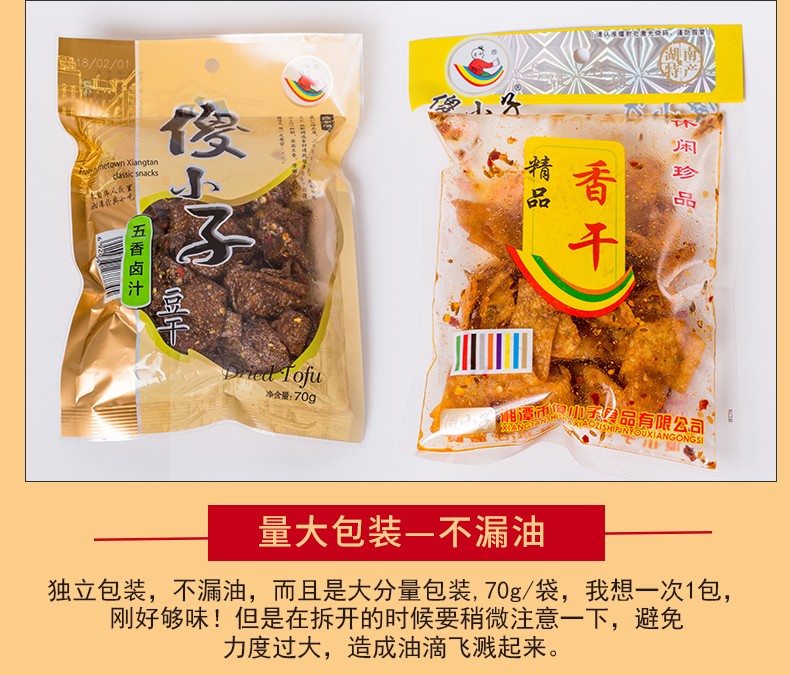 18/02/01
傻小子
From hometown Xiangtan
classic snacks
五香卤汁
豆干
Dried Tofu
净含量:70g
湖南
特产
傻小子®
休闲珍品
精品
香干
湘潭市傻小子食品有限公司
量大包装—不漏油
独立包装，不漏油，而且是大分量包装,70g/袋，我想一次1包，
刚好够味！但是在拆开的时候要稍微注意一下，避免
力度过大，造成油滴飞溅起来。